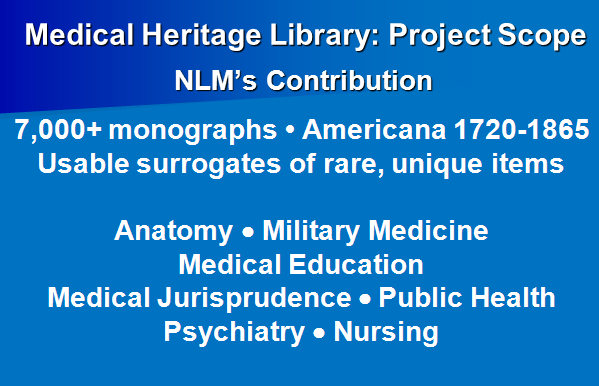 Medical Heritage Library: Project Scope
NLM’s Contribution
7,000+ monographs • Americana 1720-1865
Usable surrogates of rare, unique items
Anatomy • Military Medicine
Medical Education
Medical Jurisprudence • Public Health
Psychiatry • Nursing